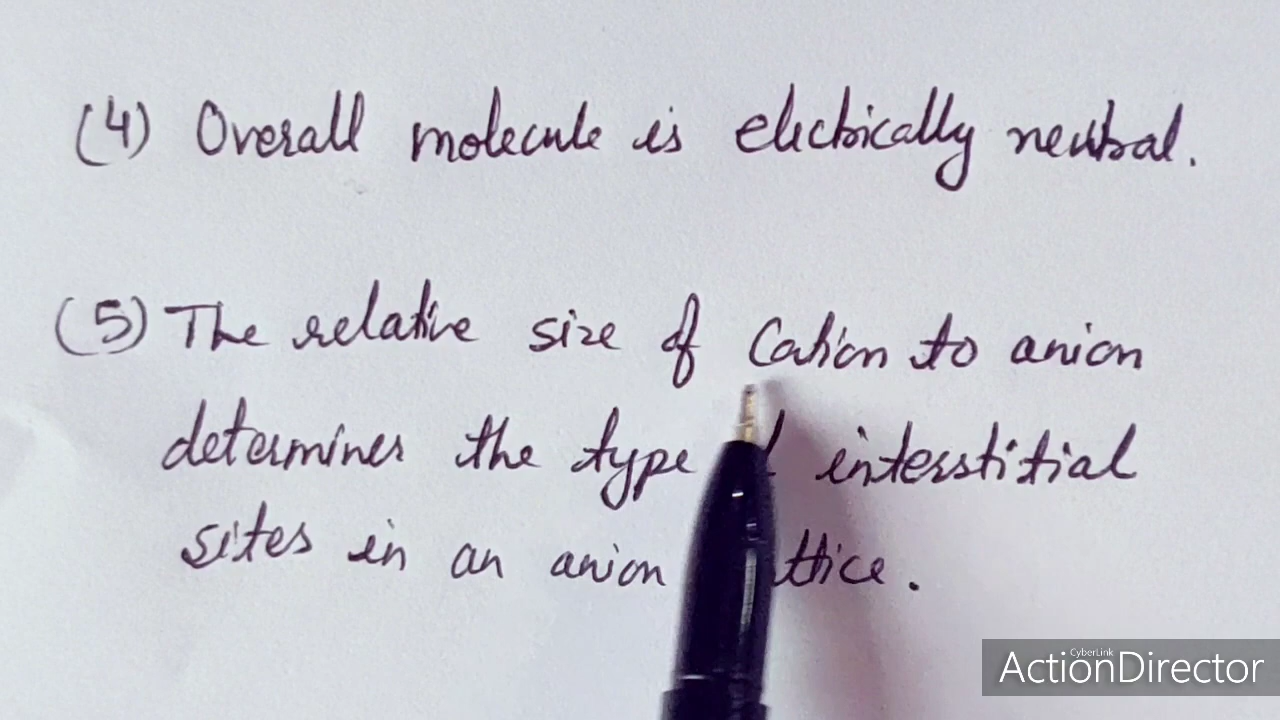 (4) Overall molecule is electrically neutral.
(5) The relative size of Cation to anion
determines the type interstitial
sites in an anion
CyberLink
ActionDirector